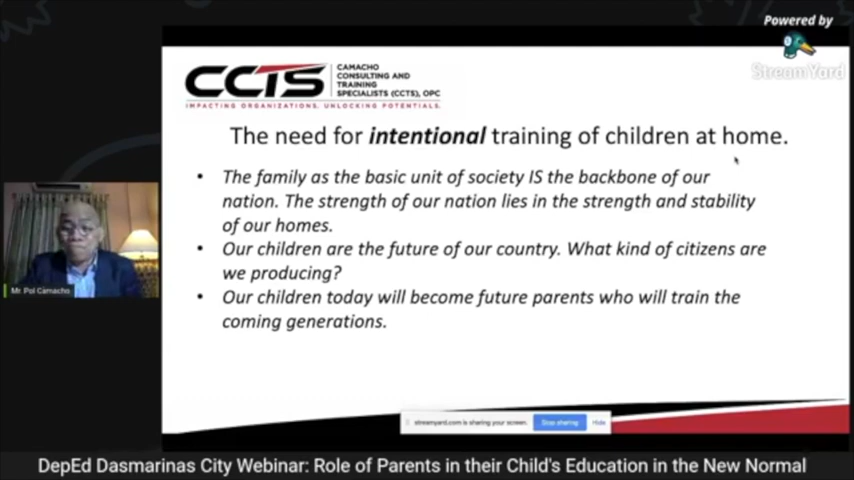 Powered by
StreamYard
CCTS
CAMACHO
CONSULTING AND
TRAINING
SPECIALISTS (CCTS), OPC
IMPACTING ORGANIZATIONS. UNLOCKING POTENTIALS.
The need for intentional training of children at home.
• The family as the basic unit of society IS the backbone of our
nation. The strength of our nation lies in the strength and stability
of our homes.
• Our children are the future of our country. What kind of citizens are
we producing?
• Our children today will become future parents who will train the
coming generations.
Mr. Pol Camacho
streamyard.com is sharing your screen. Stop sharing Hide
DepEd Dasmarinas City Webinar: Role of Parents in their Child's Education in the New Normal